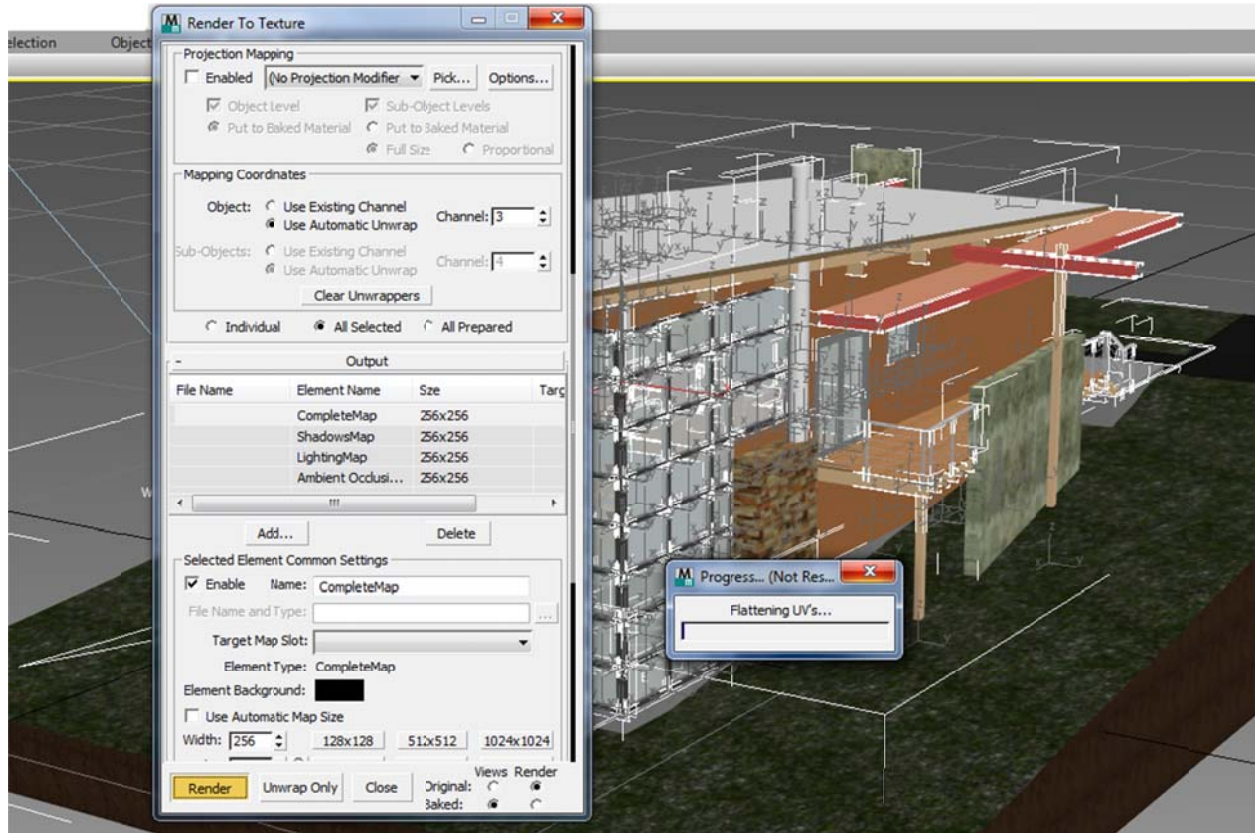 Render To Texture
election Object
Projection Mapping
Enabled (No Projection Modifier Pick... Options...
Object Level Sub-Object Levels
Put to Baked Material Put to Baked Material
Full Size Proportional
Mapping Coordinates
Object: Use Existing Channel
Use Automatic Unwrap Channel: 3
Sub-Objects: Use Existing Channel
Use Automatic Unwrap Channel: 4
Clear Unwrappers
Individual All Selected All Prepared
- Output
File Name Element Name Size Targ
CompleteMap 256x256
ShadowsMap 256x256
LightingMap 256x256
Ambient Occlusi... 256x256
Add... Delete
Selected Element Common Settings
Enable Name: CompleteMap
File Name and Type: ...
Target Map Slot:
Element Type: CompleteMap
Element Background:
Use Automatic Map Size
Width: 256 128x128 512x512 1024x1024
Views Render
Render Unwrap Only Close Original:
Baked:
Progress... (Not Res...
Flattening UV's...